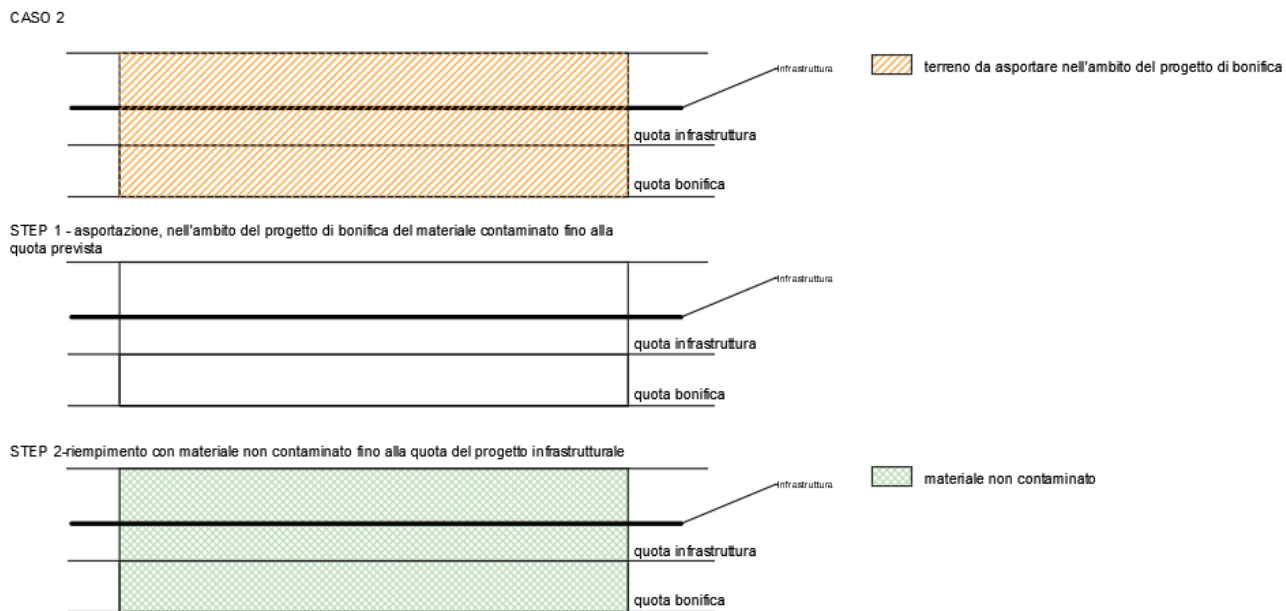 CASO 2
Infrastruttura
terreno da asportare nell'ambito del progetto di bonifica
quota infrastruttura
quota bonifica
STEP 1 - asportazione, nell'ambito del progetto di bonifica del materiale contaminato fino alla
quota prevista
Infrastruttura
quota infrastruttura
quota bonifica
STEP 2-riempimento con materiale non contaminato fino alla quota del progetto infrastrutturale
Infrastruttura
materiale non contaminato
quota infrastruttura
quota bonifica